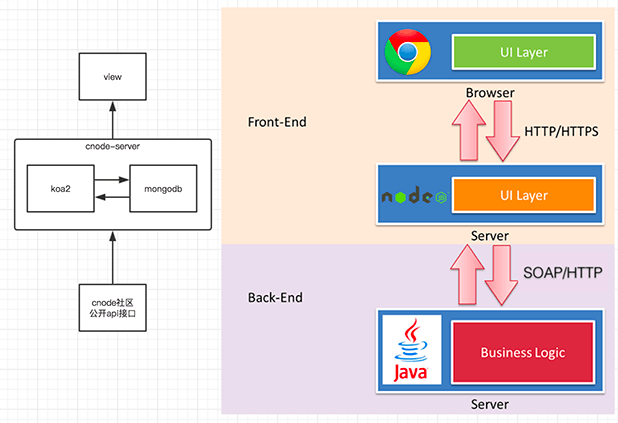 view
cnode-server
koa2
mongodb
cnode社区
公开api接口
UI Layer
Browser
Front-End
HTTP/HTTPS
node JS
UI Layer
Server
SOAP/HTTP
Back-End
Java
Business Logic
Server